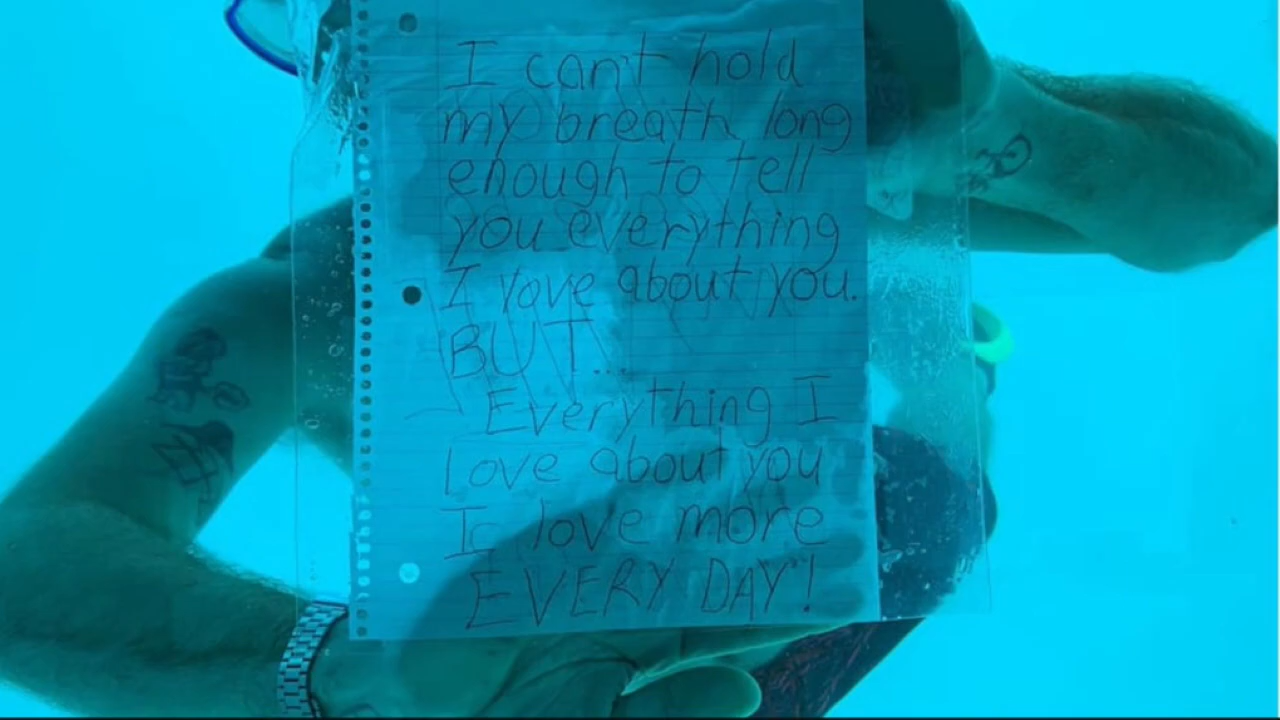 I can't hold
my breath long
enough to tell
you everything
I love about you.
BUT...
Everything I
love about you
I love more
EVERY DAY!